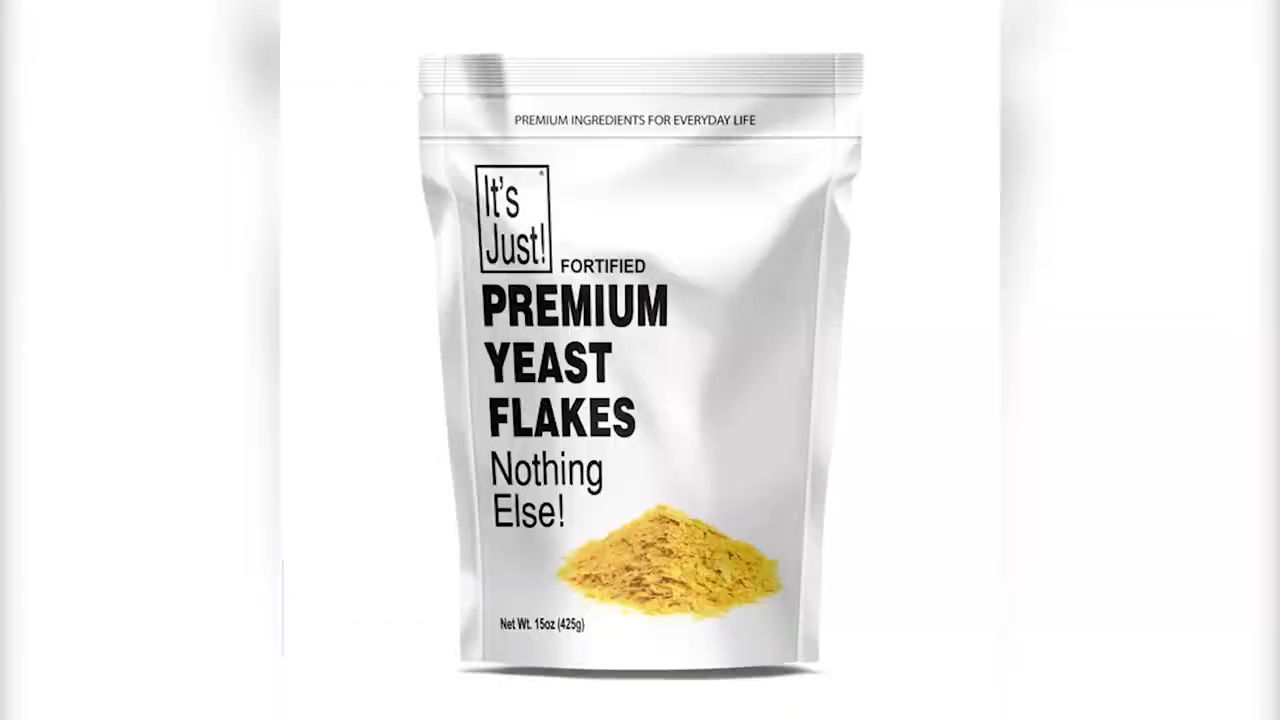 PREMIUM INGREDIENTS FOR EVERYDAY LIFE
It's
Just!
®
FORTIFIED
PREMIUM
YEAST
FLAKES
Nothing
Else!
Net Wt. 15oz (425g)